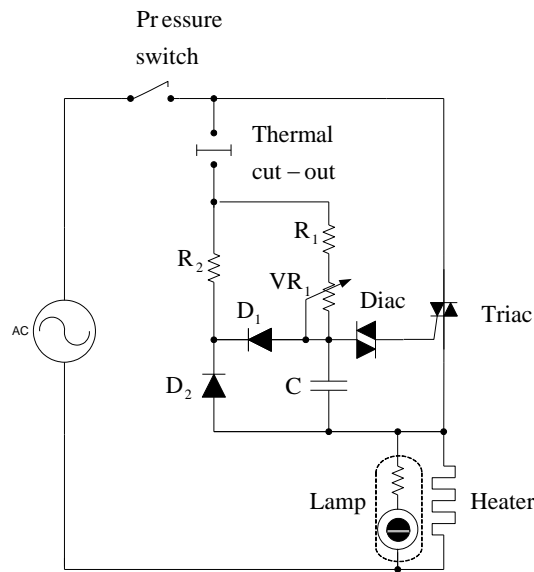 Pressure
switch
Thermal
cut – out
R₁
R₂
VR₁
Diac
D₁
Triac
AC
D₂
C
Lamp
Heater